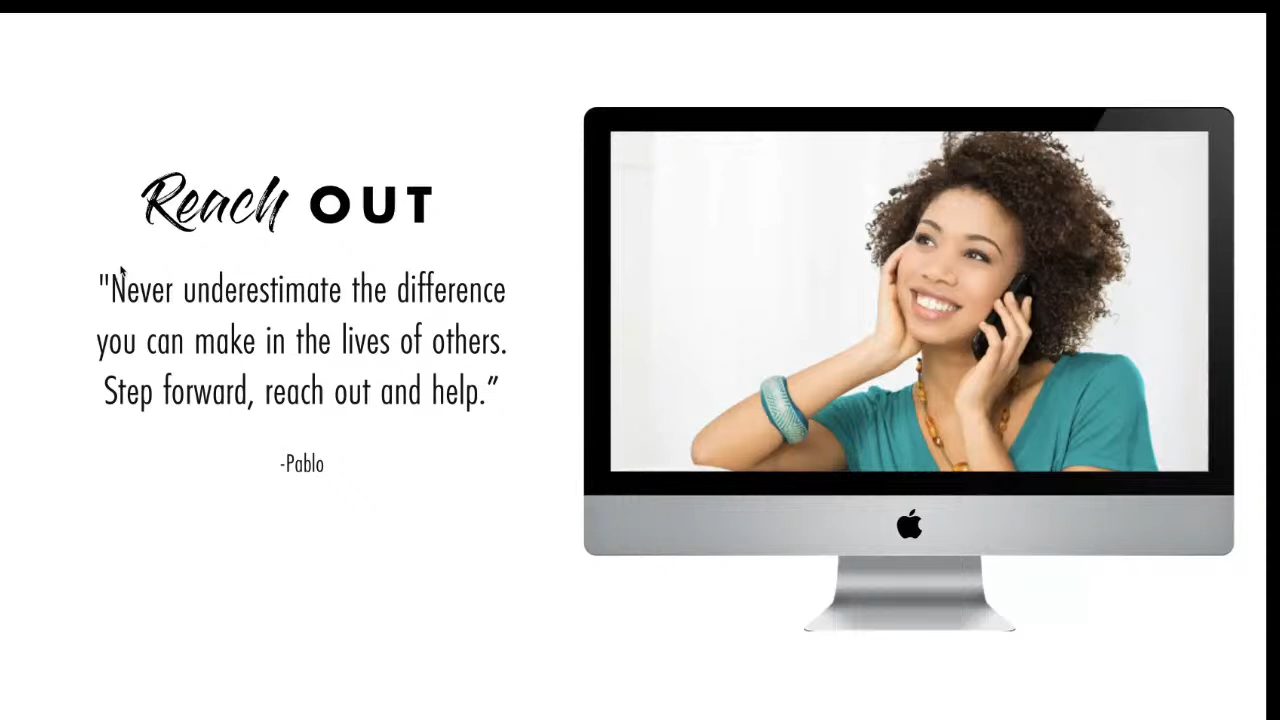 Reach OUT
"Never underestimate the difference
you can make in the lives of others.
Step forward, reach out and help.”
-Pablo